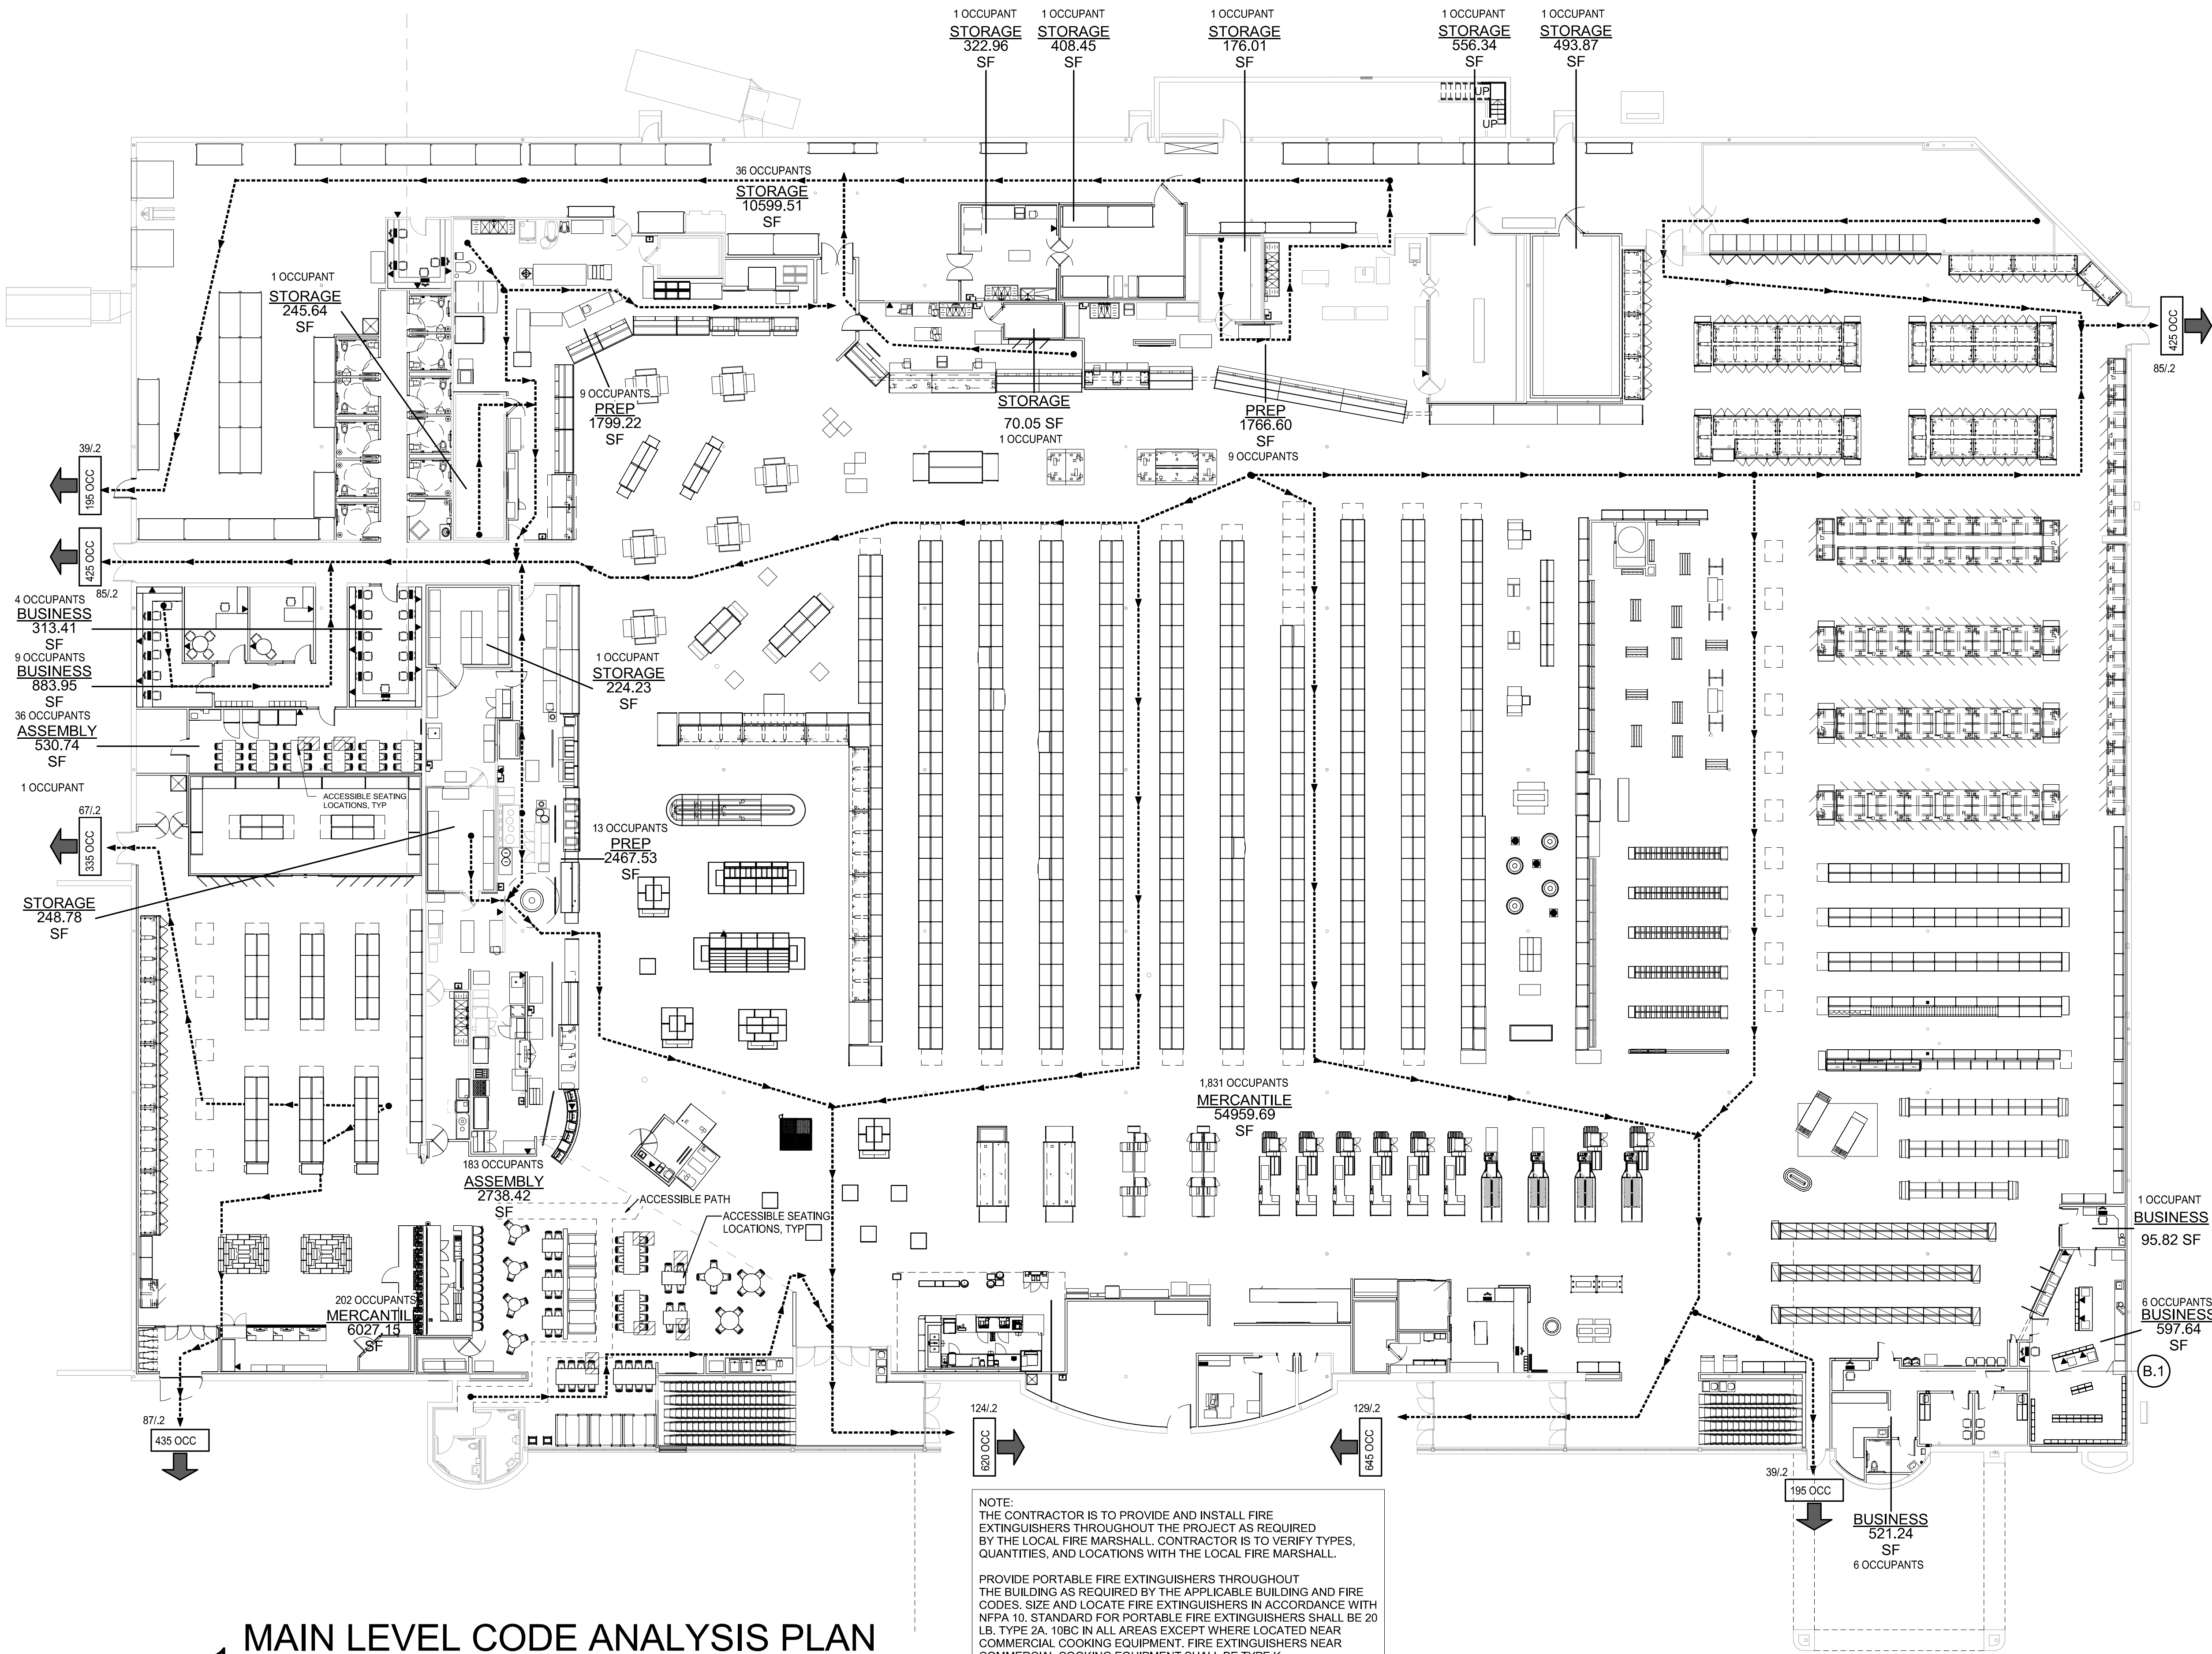 1 OCCUPANT
STORAGE
322.96
SF
1 OCCUPANT
STORAGE
408.45
SF
1 OCCUPANT
STORAGE
176.01
SF
1 OCCUPANT
STORAGE
556.34
SF
1 OCCUPANT
STORAGE
493.87
SF
UP
UP
36 OCCUPANTS
STORAGE
10599.51
SF
1 OCCUPANT
STORAGE
245.64
SF
425 OCC
85/.2
9 OCCUPANTS
PREP
1799.22
SF
STORAGE
70.05 SF
1 OCCUPANT
PREP
1766.60
SF
9 OCCUPANTS
39/.2
195 OCC
425 OCC
85/.2
4 OCCUPANTS
BUSINESS
313.41
SF
9 OCCUPANTS
BUSINESS
883.95
SF
36 OCCUPANTS
ASSEMBLY
530.74
SF
1 OCCUPANT
STORAGE
224.23
SF
1 OCCUPANT
ACCESSIBLE SEATING
LOCATIONS, TYP
67/.2
335 OCC
13 OCCUPANTS
PREP
2467.53
SF
STORAGE
248.78
SF
1,831 OCCUPANTS
MERCANTILE
54959.69
SF
183 OCCUPANTS
ASSEMBLY
2738.42
SF
ACCESSIBLE PATH
ACCESSIBLE SEATING
LOCATIONS, TYP
1 OCCUPANT
BUSINESS
95.82 SF
202 OCCUPANTS
MERCANTIL
6027.15
SF
6 OCCUPANTS
BUSINESS
597.64
SF
B.1
87/.2
435 OCC
124/.2
620 OCC
129/.2
645 OCC
39/.2
195 OCC
BUSINESS
521.24
SF
6 OCCUPANTS
NOTE:
THE CONTRACTOR IS TO PROVIDE AND INSTALL FIRE
EXTINGUISHERS THROUGHOUT THE PROJECT AS REQUIRED
BY THE LOCAL FIRE MARSHALL. CONTRACTOR IS TO VERIFY TYPES,
QUANTITIES, AND LOCATIONS WITH THE LOCAL FIRE MARSHALL.
PROVIDE PORTABLE FIRE EXTINGUISHERS THROUGHOUT
THE BUILDING AS REQUIRED BY THE APPLICABLE BUILDING AND FIRE
CODES. SIZE AND LOCATE FIRE EXTINGUISHERS IN ACCORDANCE WITH
NFPA 10. STANDARD FOR PORTABLE FIRE EXTINGUISHERS SHALL BE 20
LB. TYPE 2A. 10BC IN ALL AREAS EXCEPT WHERE LOCATED NEAR
COMMERCIAL COOKING EQUIPMENT. FIRE EXTINGUISHERS NEAR
COMMERCIAL COOKING EQUIPMENT SHALL BE TYPE K.
MAIN LEVEL CODE ANALYSIS PLAN